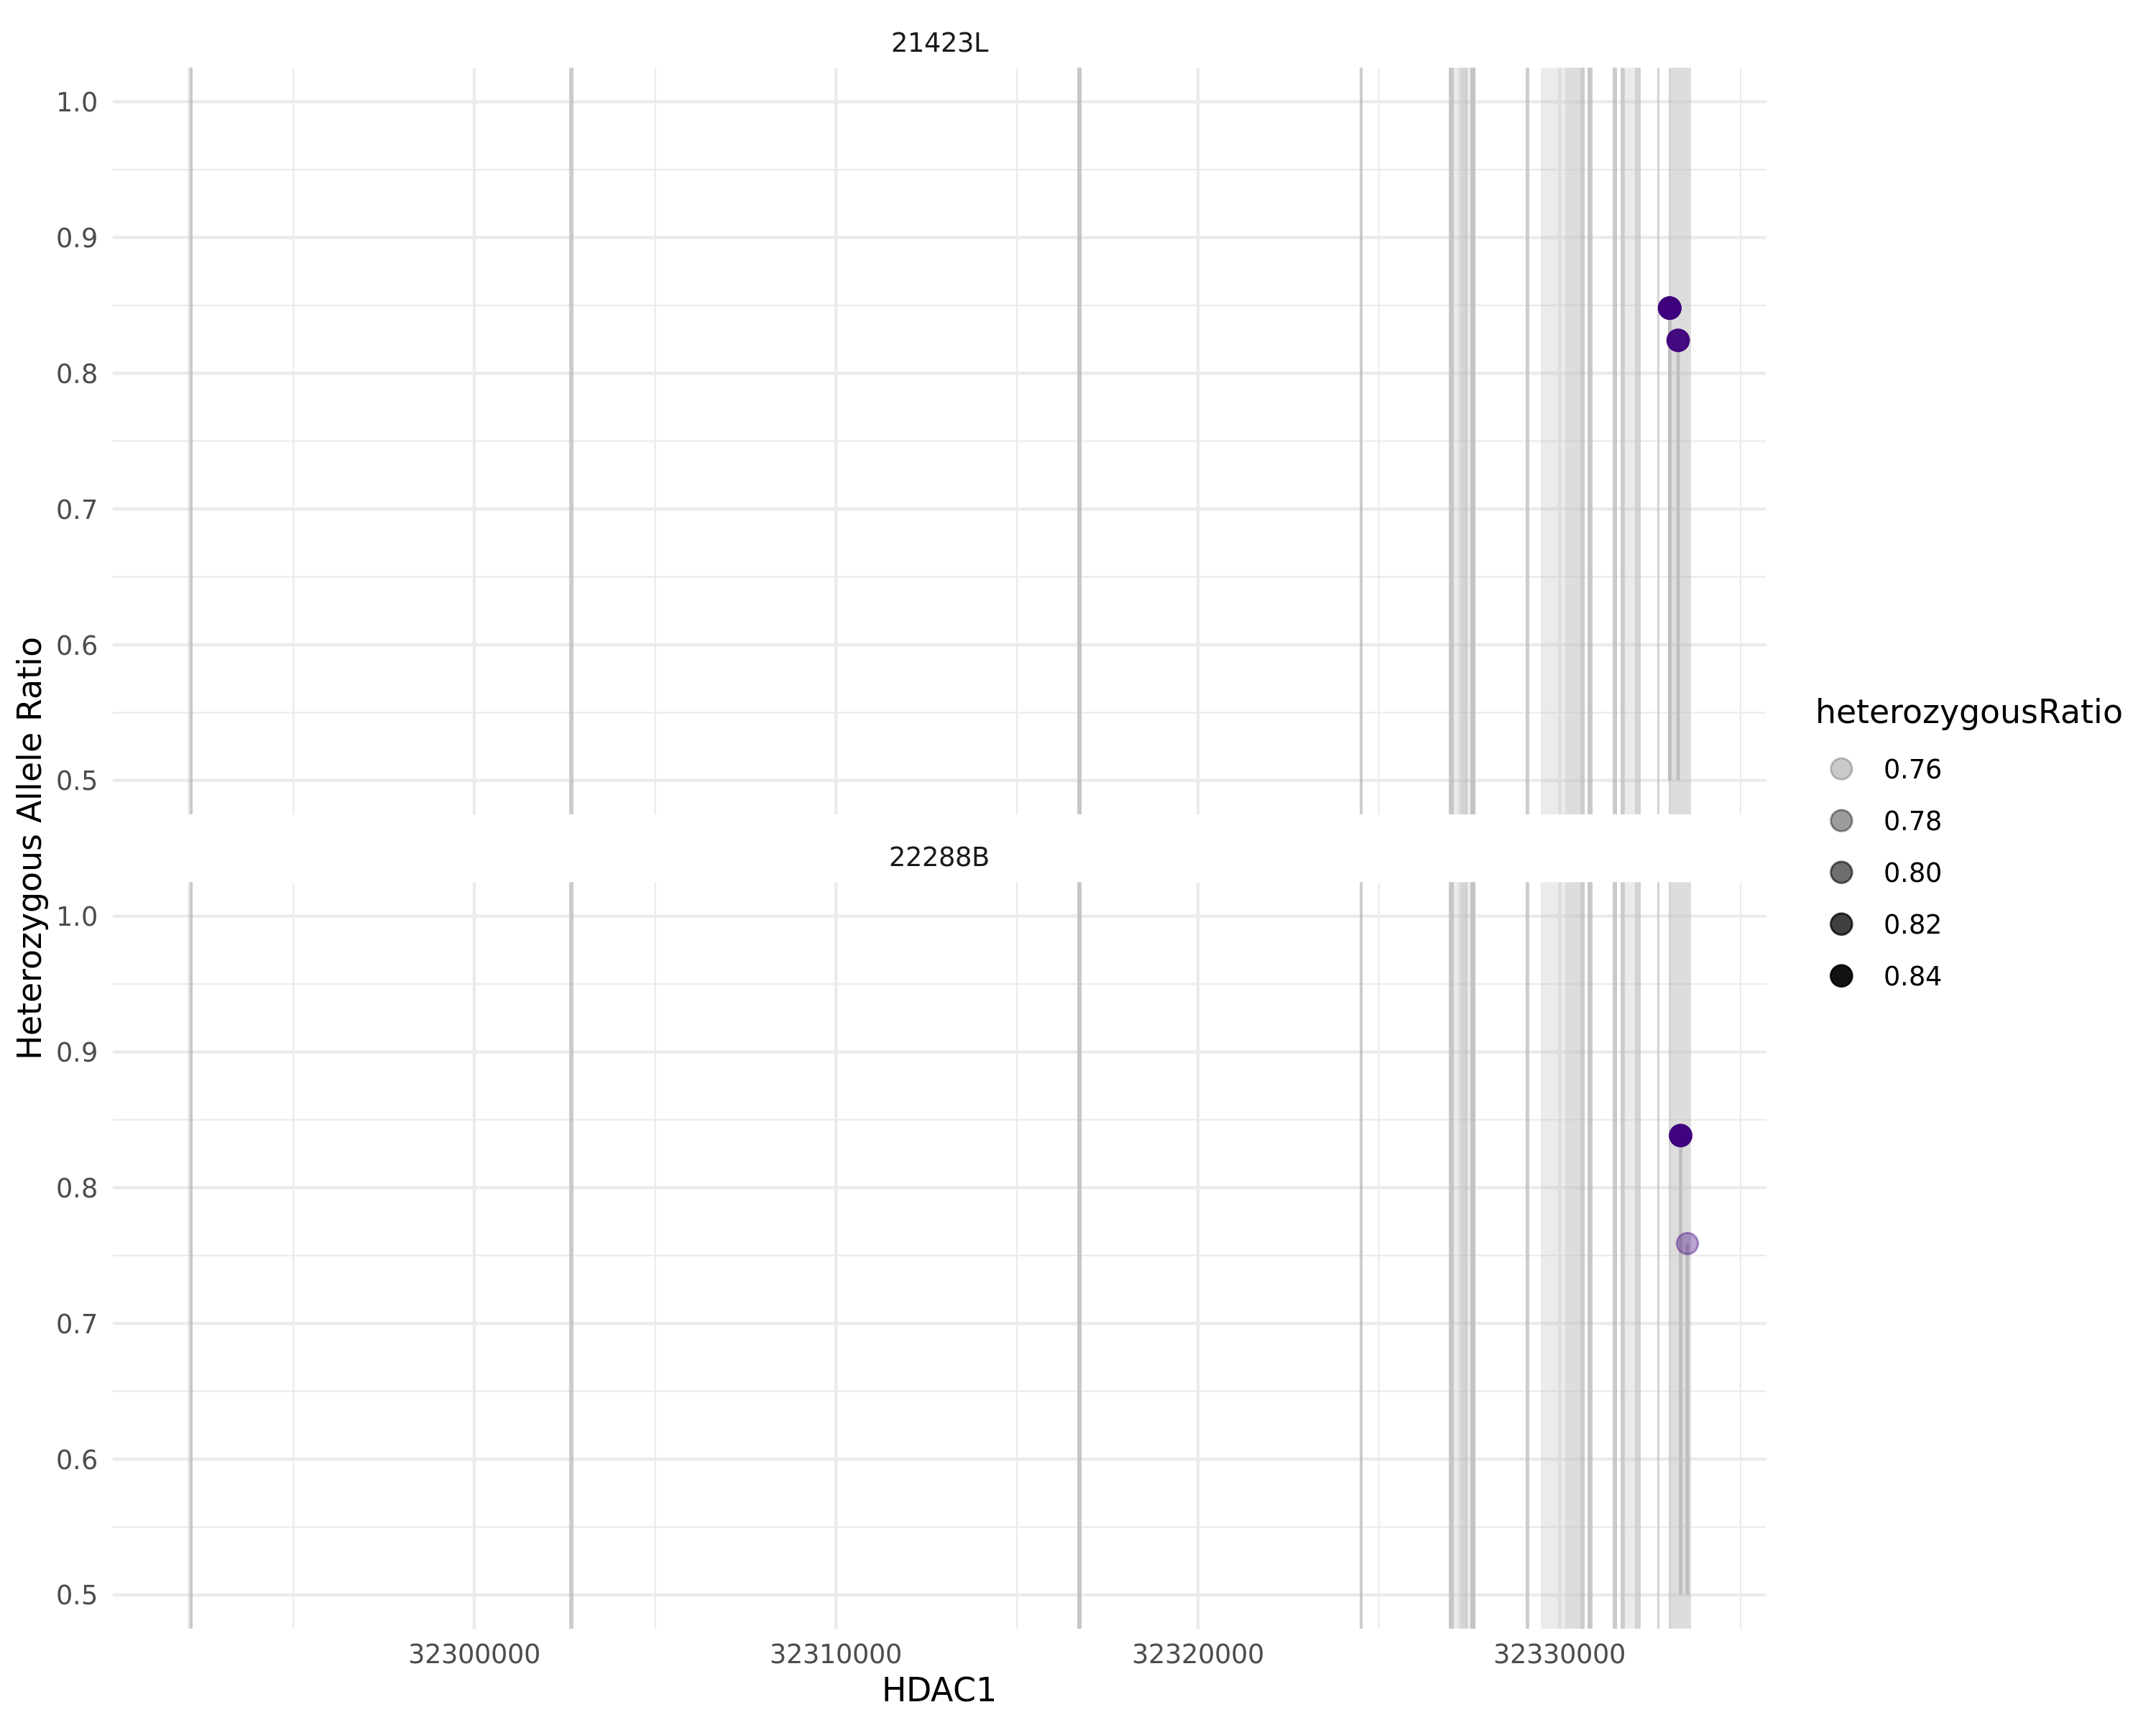 21423L
1.0
0.9
0.8
0.7
0.6
0.5
22288B
1.0
0.9
0.8
0.7
0.6
0.5
Heterozygous Allele Ratio
32300000 32310000 32320000 32330000
HDAC1
heterozygousRatio
0.76
0.78
0.80
0.82
0.84